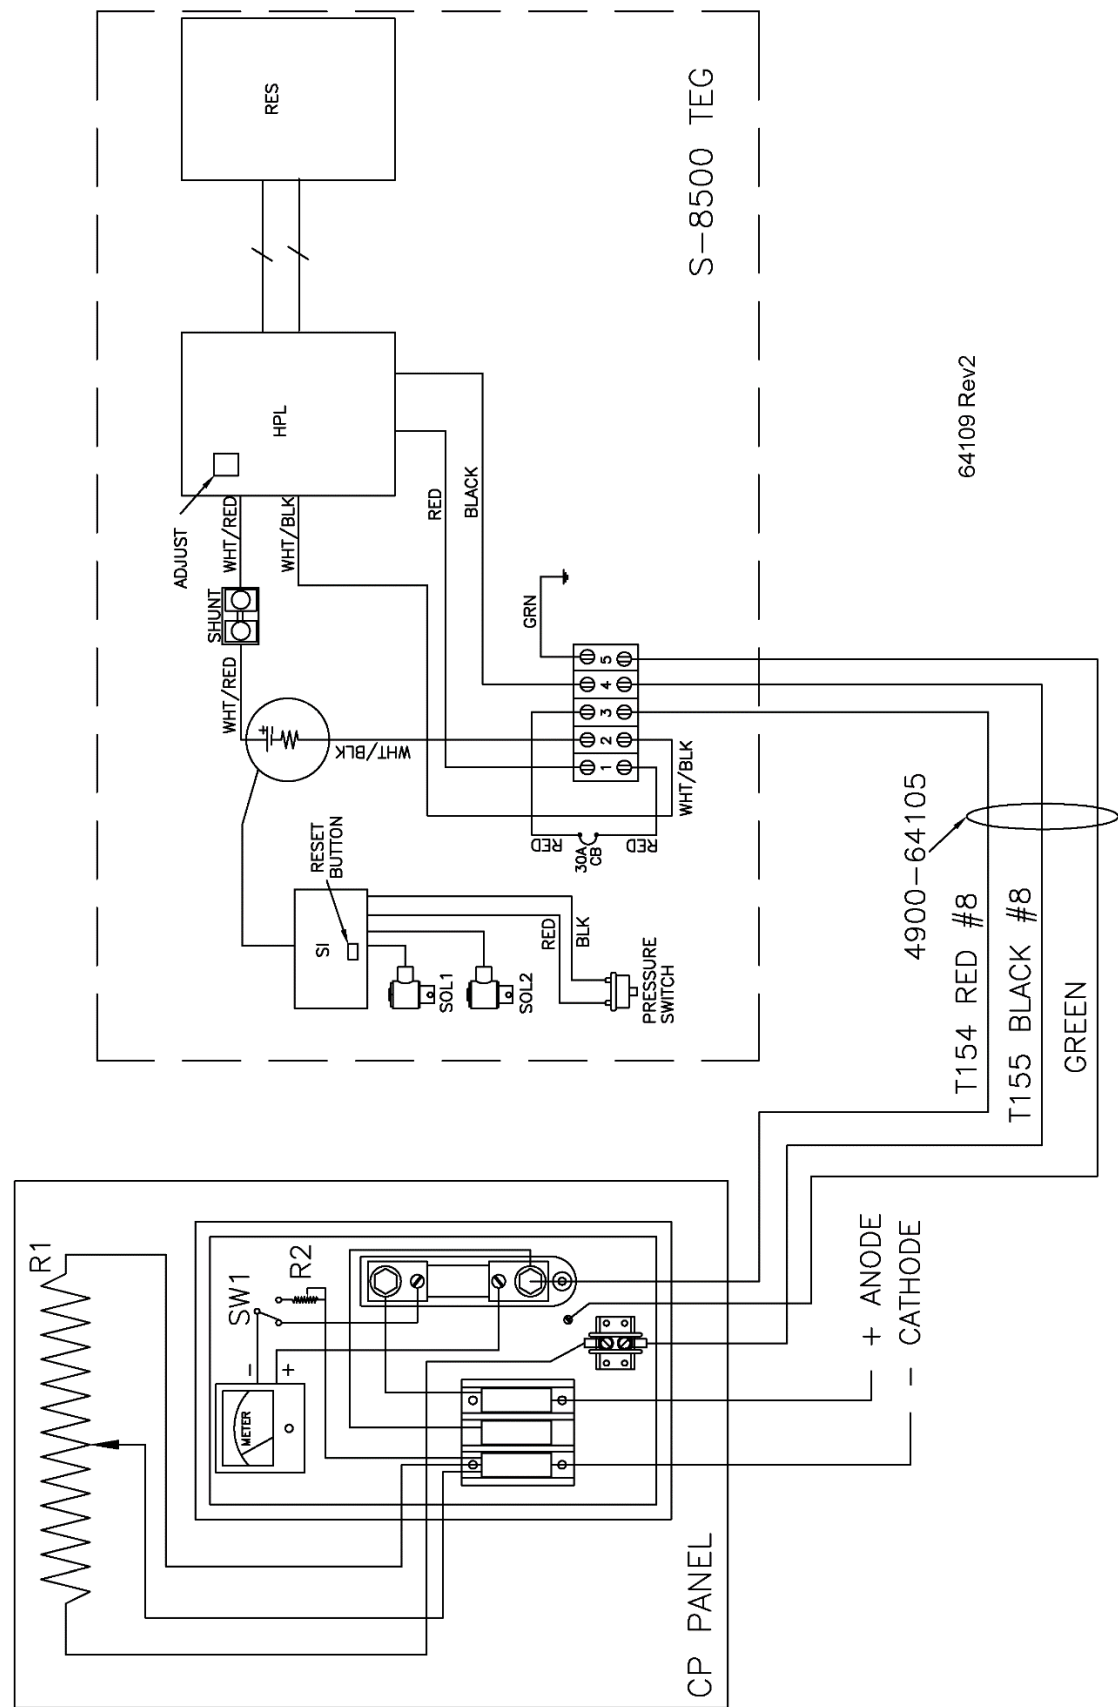 RES
S-8500 TEG
HPL
ADJUST
WHT/RED
WHT/BLK
RED
BLACK
SHUNT
WHT/RED
+
WHT/BLK
GRN
1 2 3 4 5
WHT/BLK
RED
30A
CB
RED
RESET
BUTTON
SI
SOL1
SOL2
RED
BLK
PRESSURE
SWITCH
64109 Rev2
4900-64105
T154 RED #8
T155 BLACK #8
GREEN
R1
SW1
R2
-
+
METER
CP PANEL
+ ANODE
- CATHODE